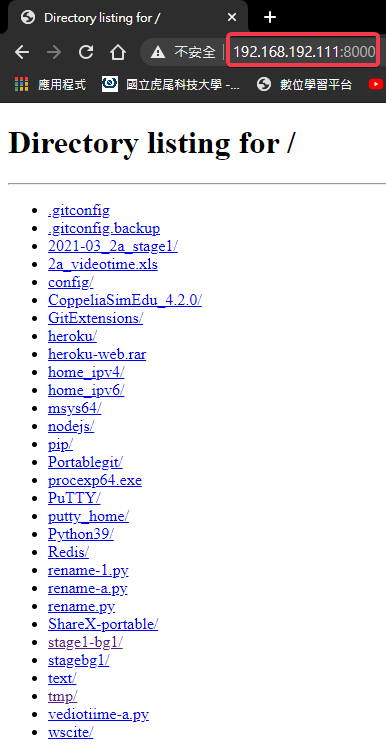 Directory listing for /
不安全 192.168.192.111:8000
應用程式 國立虎尾科技大學 -... 數位學習平台
Directory listing for /
.gitconfig
.gitconfig.backup
2021-03_2a_stage1/
2a_videotime.xls
config/
CoppeliaSimEdu_4.2.0/
GitExtensions/
heroku/
heroku-web.rar
home_ipv4/
home_ipv6/
msys64/
nodejs/
pip/
Portablegit/
procexp64.exe
PuTTY/
putty_home/
Python39/
Redis/
rename-1.py
rename-a.py
rename.py
ShareX-portable/
stage1-bg1/
stagebg1/
text/
tmp/
vediotiime-a.py
wscite/